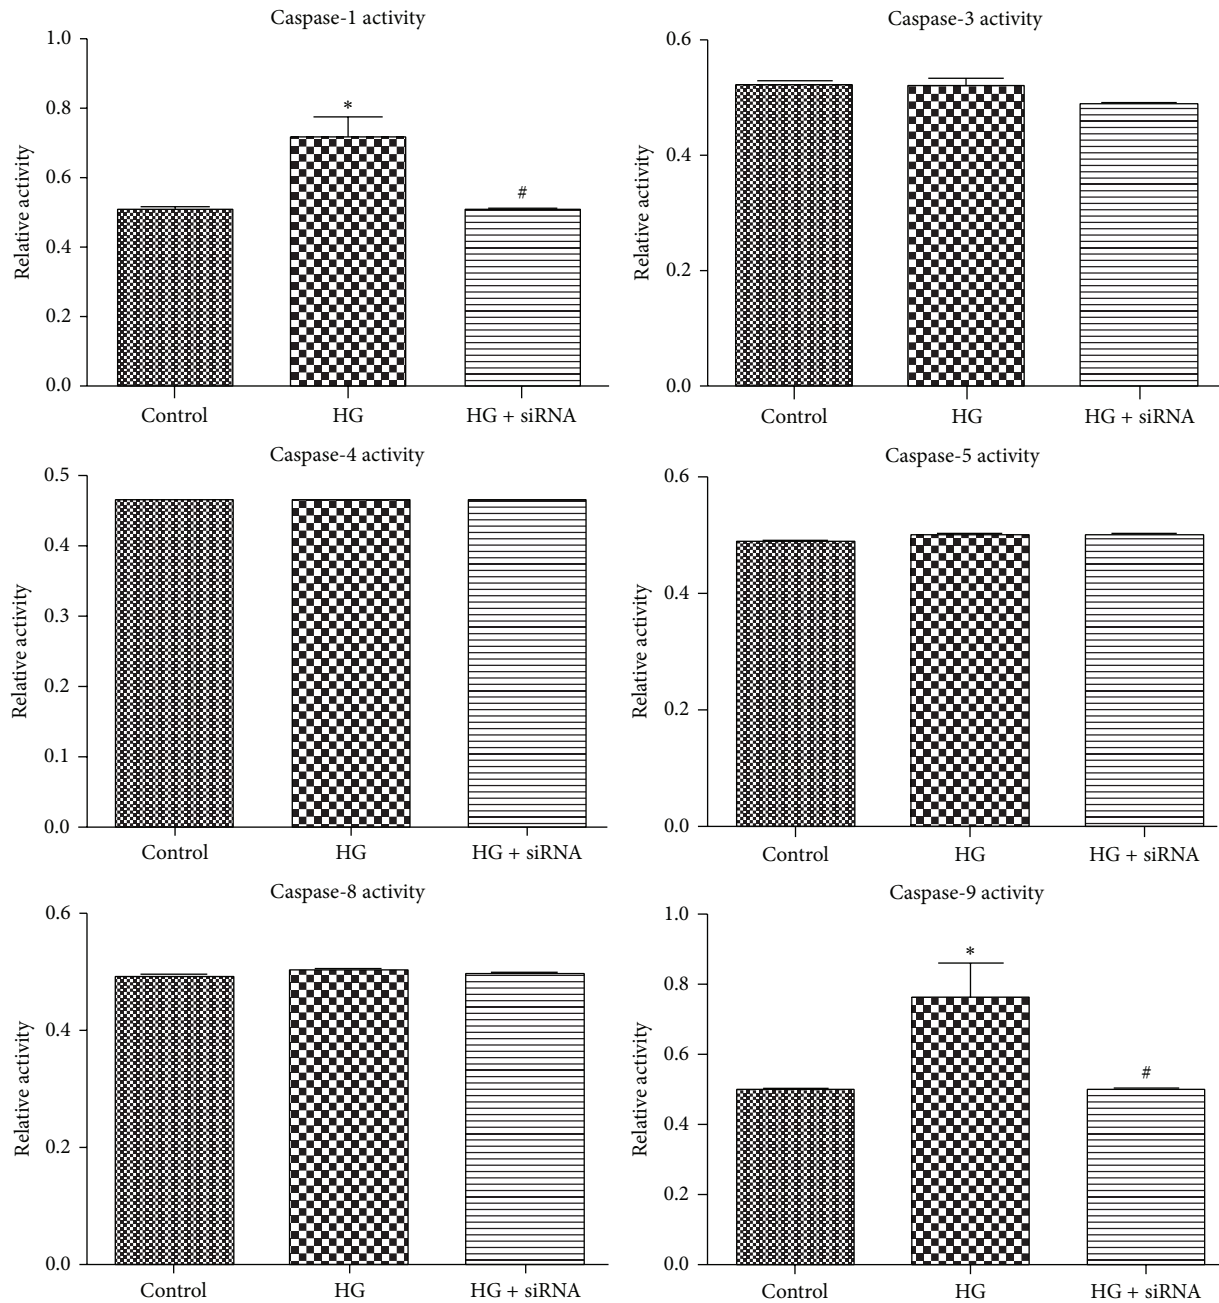 Caspase-1 activity
1.0
0.8
0.6
0.4
0.2
0.0
Relative activity
*
#
Control HG HG + siRNA
Caspase-3 activity
0.6
0.4
0.2
0.0
Relative activity
Control HG HG + siRNA
Caspase-4 activity
0.5
0.4
0.3
0.2
0.1
0.0
Relative activity
Control HG HG + siRNA
Caspase-5 activity
0.6
0.4
0.2
0.0
Relative activity
Control HG HG + siRNA
Caspase-8 activity
0.6
0.4
0.2
0.0
Relative activity
Control HG HG + siRNA
Caspase-9 activity
1.0
0.8
0.6
0.4
0.2
0.0
Relative activity
*
#
Control HG HG + siRNA